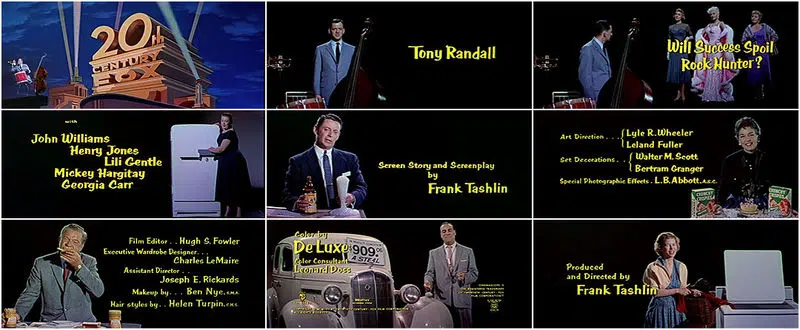 20th
CENTURY
FOX
Tony Randall
Will Success Spoil
Rock Hunter?
with
John Williams
Henry Jones
Lili Gentle
Mickey Hargitay
Georgia Carr
Screen Story and Screenplay
by
Frank Tashlin
Art Direction . . . Lyle R. Wheeler
Leland Fuller
Set Decorations . . Walter M. Scott
Bertram Granger
Special Photographic Effects . L.B. Abbott, A.S.C.
CRUNCHY
CRUNCHY
Film Editor . . Hugh S. Fowler
Executive Wardrobe Designer . . .
Charles LeMaire
Assistant Director . .
Joseph E. Rickards
Makeup by . . . Ben Nye, S.M.A.
Hair styles by . . Helen Turpin, C.H.S.
Color by
De Luxe
Color Consultant
Leonard Doss
909
A STEAL
Produced
and Directed by
Frank Tashlin